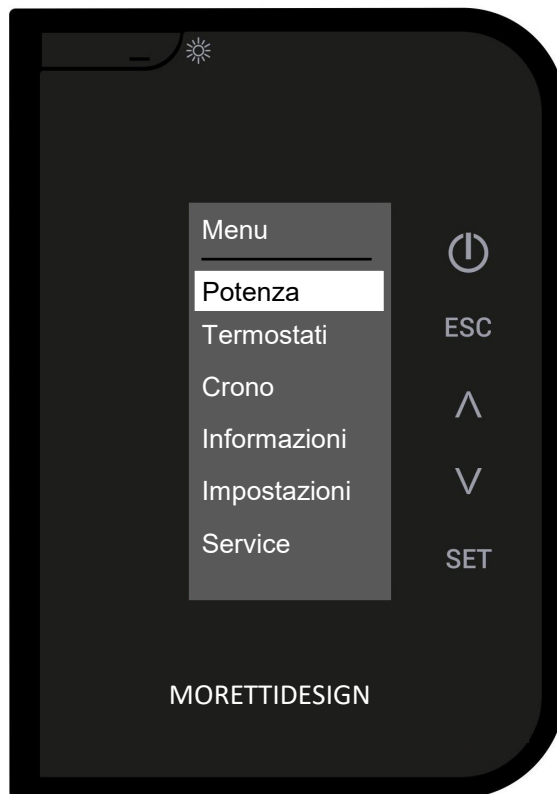 Menu
Potenza
Termostati
Crono
Informazioni
Impostazioni
Service
ESC
SET
MORETTIDESIGN